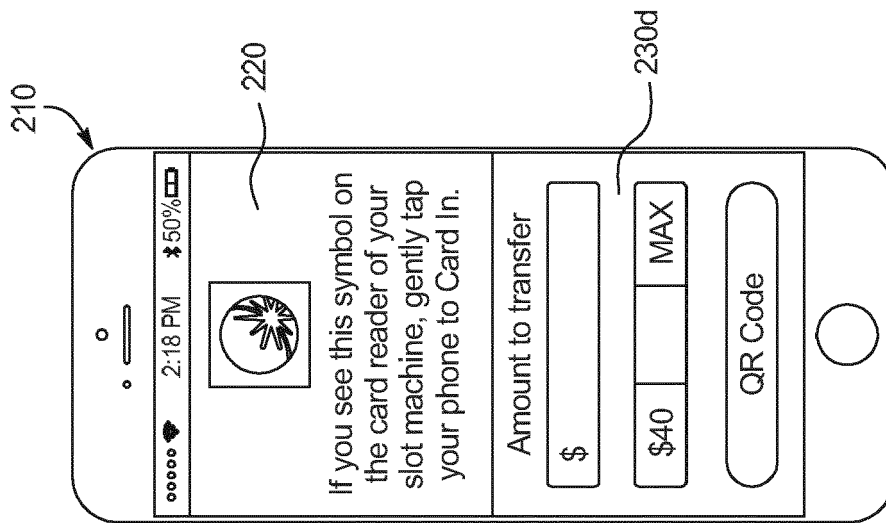 210
2:18 PM 50%
220
If you see this symbol on
the card reader of your
slot machine, gently tap
your phone to Card In.
230d
Amount to transfer
$
$40 MAX
QR Code